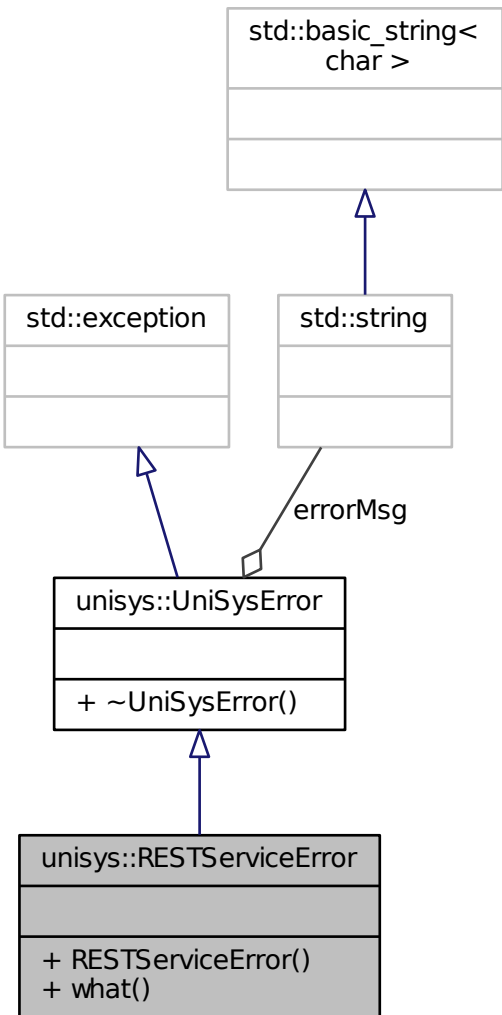 std::basic_string<
char >
std::exception
std::string
errorMsg
unisys::UniSysError
+ ~UniSysError()
unisys::RESTServiceError
+ RESTServiceError()
+ what()